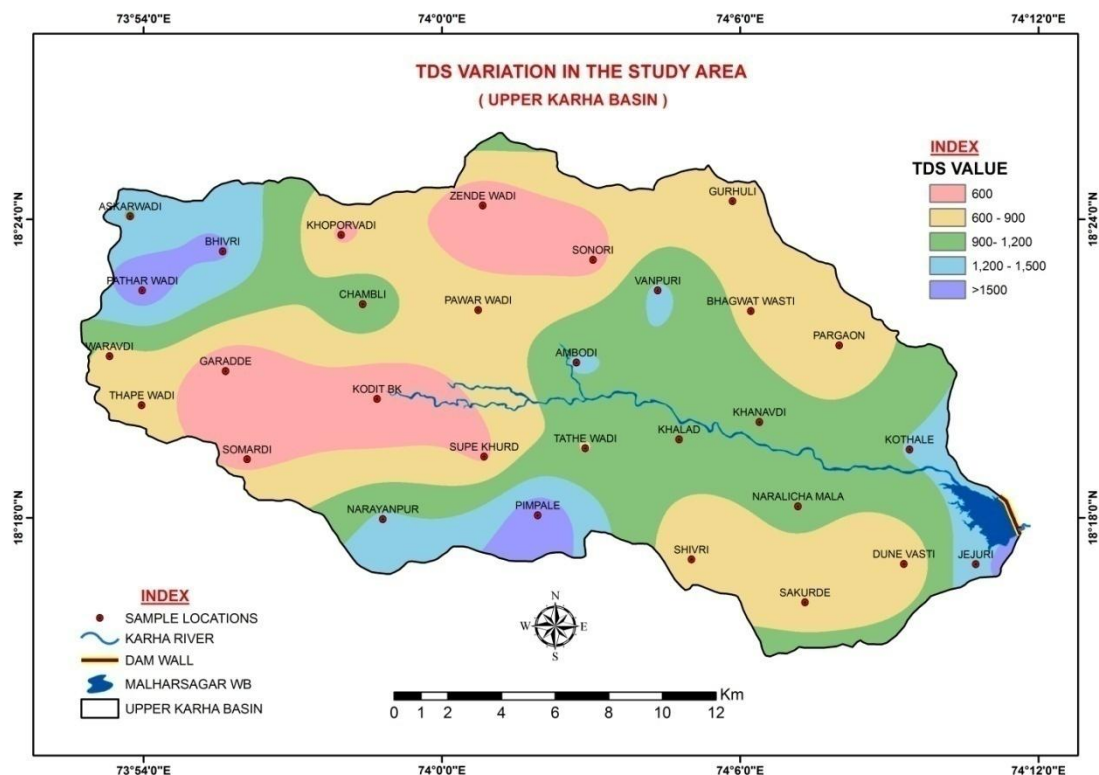 73°54'0"E 74°0'0"E 74°6'0"E 74°12'0"E
TDS VARIATION IN THE STUDY AREA
( UPPER KARHA BASIN )
INDEX
TDS VALUE
600
600 - 900
900- 1,200
1,200 - 1,500
>1500
18°24'0"N
18°24'0"N
ASKARWADI
BHIVRI
PATHAR WADI
KHOPORVADI
ZENDE WADI
GURHULI
SONORI
CHAMBLI
PAWAR WADI
VANPURI
BHAGWAT WASTI
PARGAON
WARAVDI
GARADDE
AMBODI
THAPE WADI
KODIT BK
KHANAVDI
SOMARDI
SUPE KHURD
TATHE WADI
KHALAD
KOTHALE
18°18'0"N
18°18'0"N
NARAYANPUR
PIMPALE
NARALICHA MALA
SHIVRI
DUNE VASTI
JEJURI
SAKURDE
INDEX
SAMPLE LOCATIONS
KARHA RIVER
DAM WALL
MALHARSAGAR WB
UPPER KARHA BASIN
N
W E
S
Km
0 1 2 4 6 8 10 12
73°54'0"E 74°0'0"E 74°6'0"E 74°12'0"E